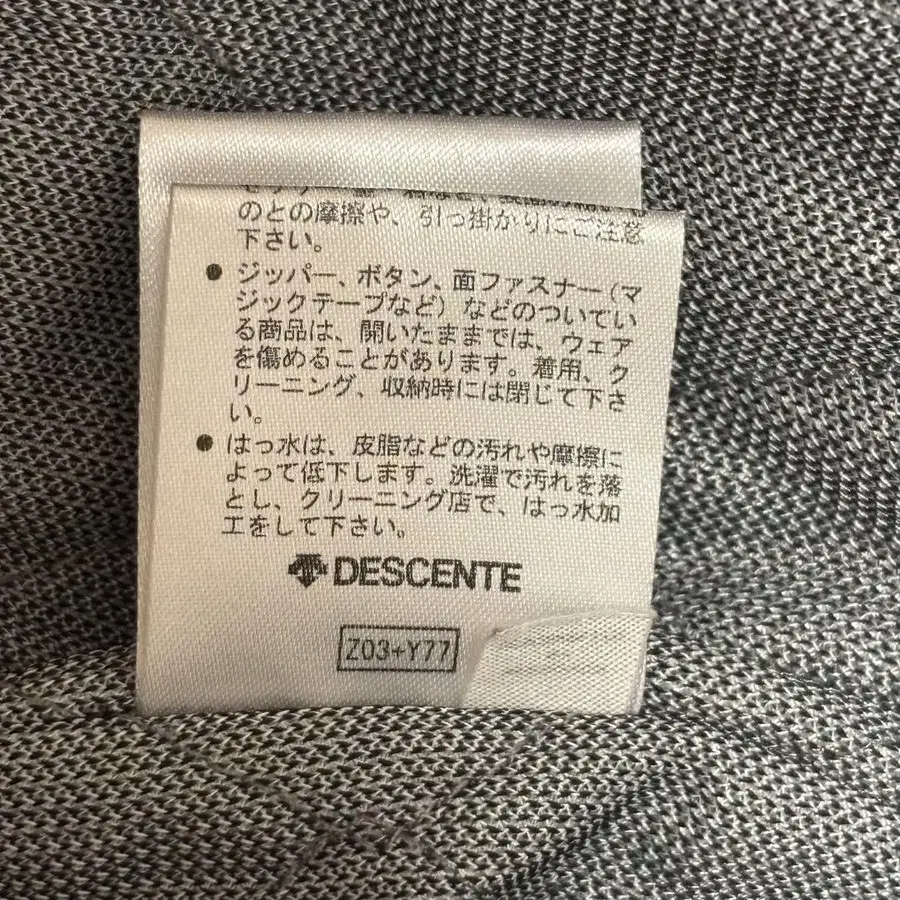 のとの摩擦や、引っ掛かりにご注意
下さい。
● ジッパー、ボタン、面ファスナー(マ
ジックテープなど)などのついてい
る商品は、開いたままでは、ウェア
を傷めることがあります。着用、ク
リーニング、収納時には閉じて下さ
い。
● はっ水は、皮脂などの汚れや摩擦に
よって低下します。洗濯で汚れを落
とし、クリーニング店で、はっ水加
工をして下さい。
DESCENTE
Z03+Y77